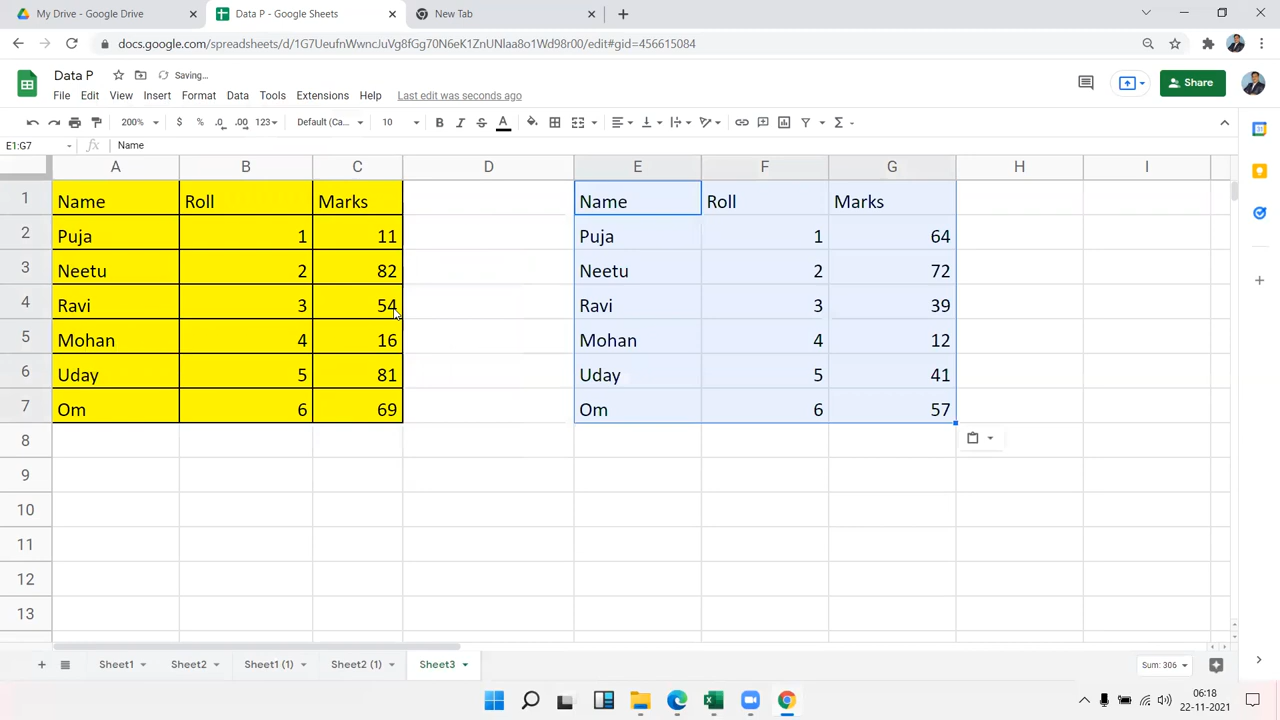 My Drive - Google Drive
Data P - Google Sheets
New Tab
docs.google.com/spreadsheets/d/1G7UeufnWwncJuVg8fGg70N6eK1ZnUNlaa8o1Wd98r00/edit#gid=456615084
Data P
Saving...
File Edit View Insert Format Data Tools Extensions Help Last edit was seconds ago
Share
200% $ % .0 .00 123 Default (Ca... 10 B I S A
E1:G7 fx Name
A B C D E F G H I
1 Name Roll Marks Name Roll Marks
2 Puja 1 11 Puja 1 64
3 Neetu 2 82 Neetu 2 72
4 Ravi 3 54 Ravi 3 39
5 Mohan 4 16 Mohan 4 12
6 Uday 5 81 Uday 5 41
7 Om 6 69 Om 6 57
8
9
10
11
12
13
Sheet1 Sheet2 Sheet1 (1) Sheet2 (1) Sheet3 Sum: 306
06:18
22-11-2021